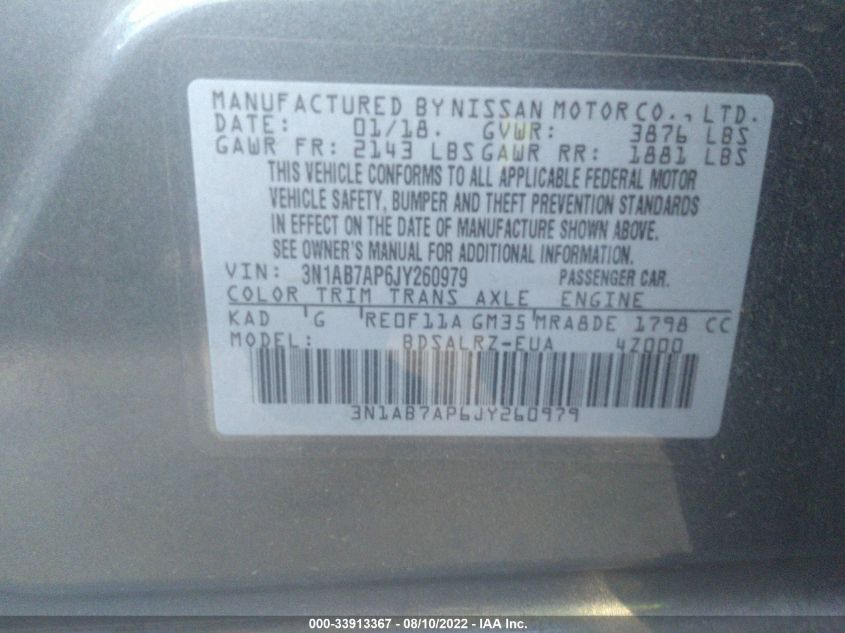 MANUFACTURED BY NISSAN MOTOR CO., LTD.
DATE: 01/18. GVWR: 3876 LBS
GAWR FR: 2143 LBS GAWR RR: 1881 LBS
THIS VEHICLE CONFORMS TO ALL APPLICABLE FEDERAL MOTOR
VEHICLE SAFETY, BUMPER AND THEFT PREVENTION STANDARDS
IN EFFECT ON THE DATE OF MANUFACTURE SHOWN ABOVE.
SEE OWNER'S MANUAL FOR ADDITIONAL INFORMATION.
VIN: 3N1AB7AP6JY260979 PASSENGER CAR.
COLOR TRIM TRANS AXLE ENGINE
KAD G RE0F11A GM35 MRA8DE 1798 CC
MODEL: BDSALRZ-EUA 4Z000
3N1AB7AP6JY260979
000-33913367 - 08/10/2022 - IAA Inc.